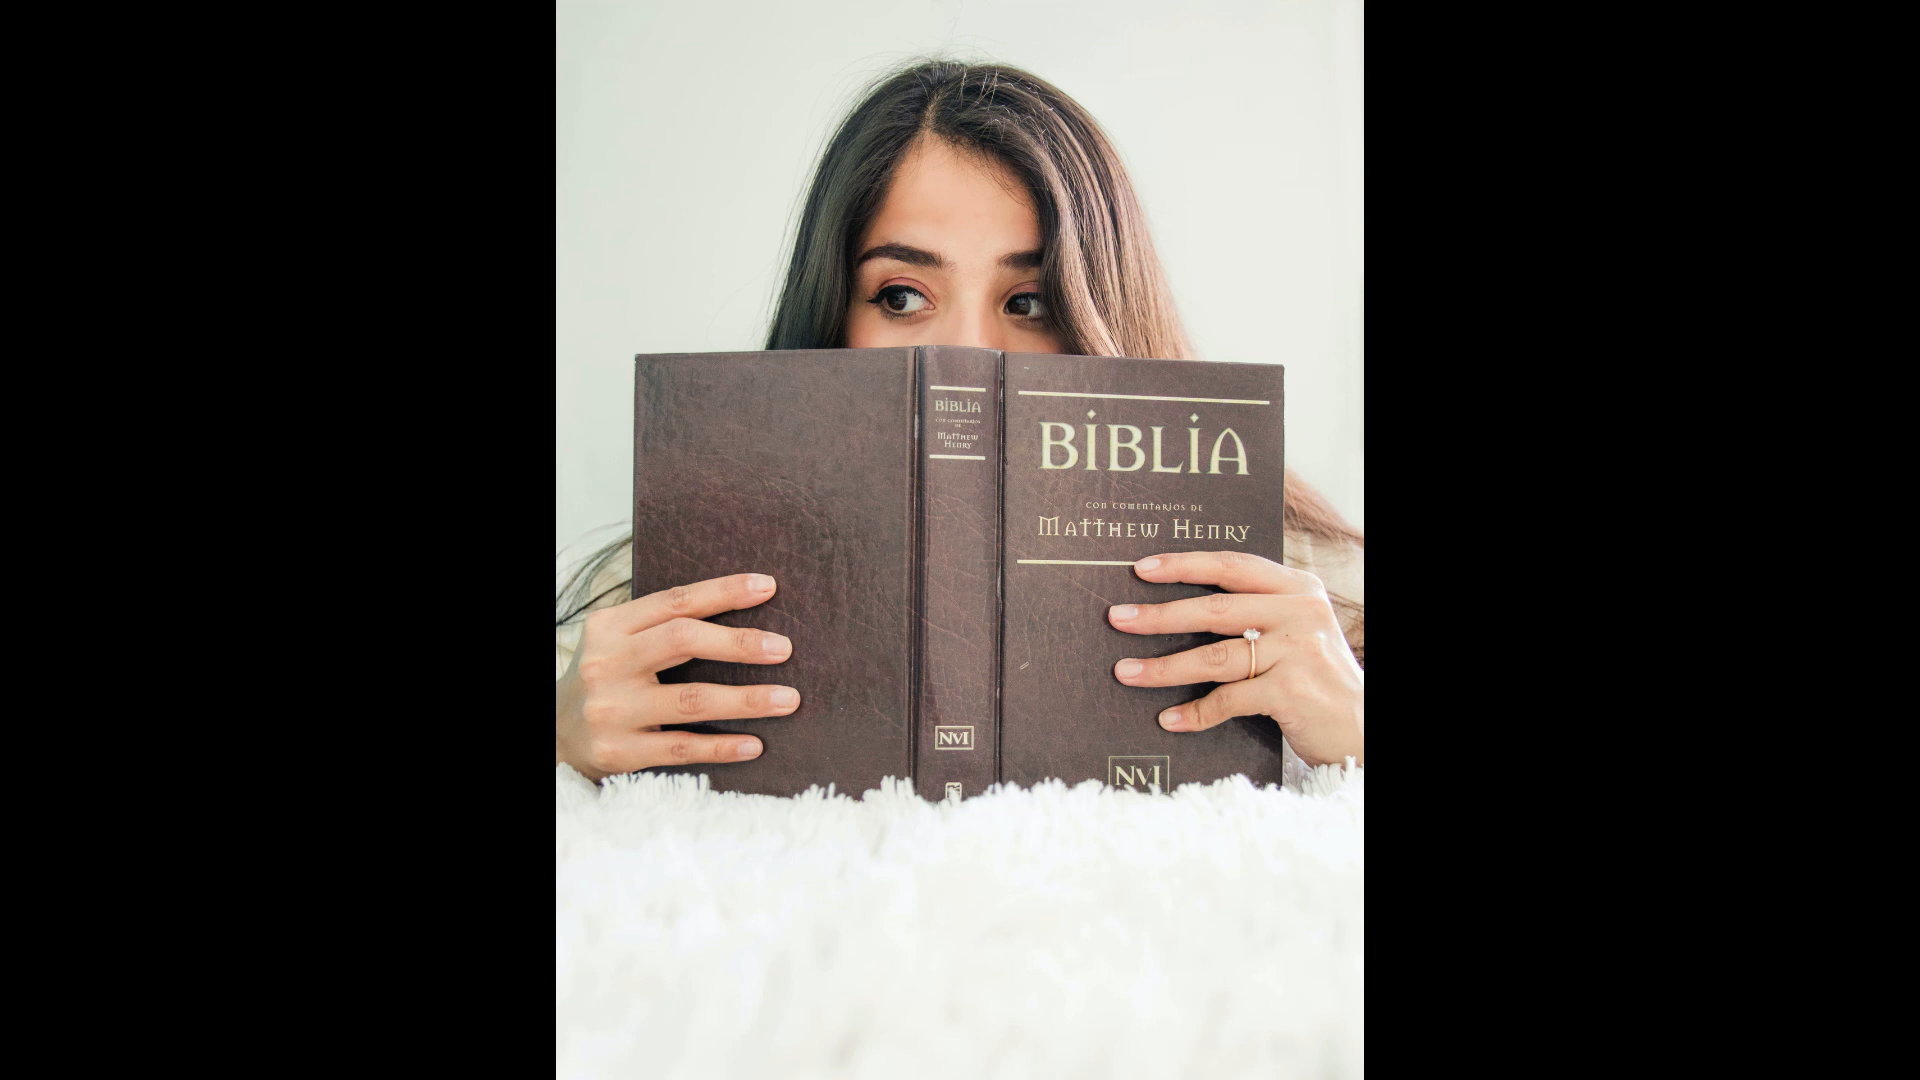 BIBLIA
CON COMENTARIOS
DE
MATTHEW
HENRY
NVI
BIBLIA
CON COMENTARIOS DE
MATTHEW HENRY
NVI